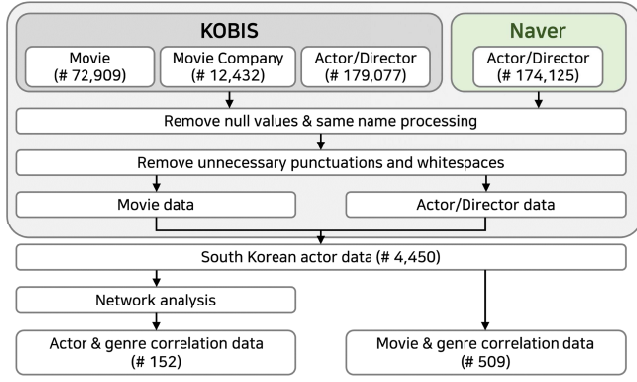 KOBIS
Naver
Movie
(# 72,909)
Novie Company
(# 12,432)
Actor/Director
(# 179,077)
Actor/Director
(# 174,125)
Remove null values & same name processing
Remove unnecessary punctuations and whitespaces
Movie data
Actor/Director data
South Korean actor data (# 4,450)
Network analysis
Actor & genre correlation data
(# 152)
Movie & genre correlation data
(# 509)